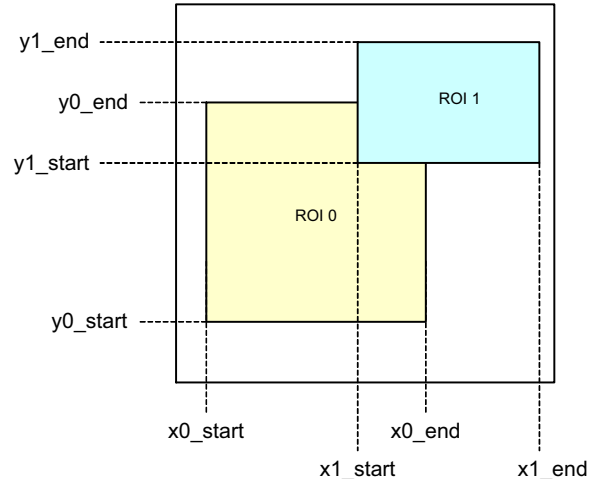 y1_end
y0_end
ROI 1
y1_start
ROI 0
y0_start
x0_start
x0_end
x1_start
x1_end